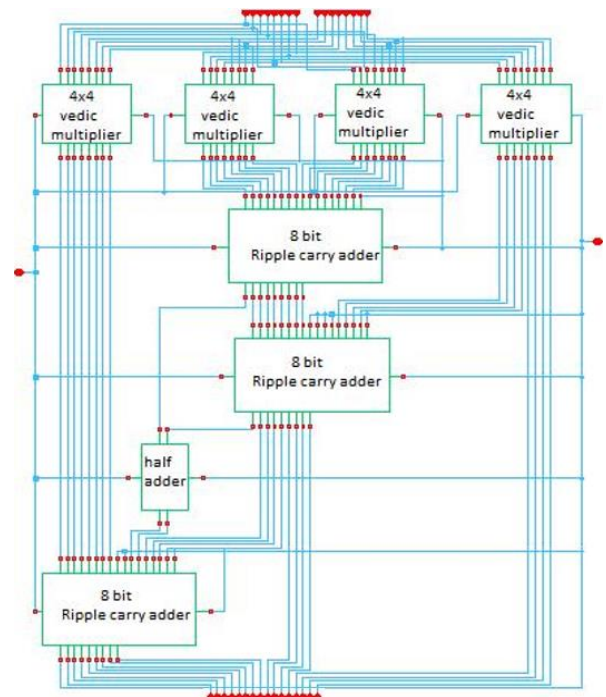 4x4
vedic
multiplier
4x4
vedic
multiplier
4x4
vedic
multiplier
4x4
vedic
multiplier
8 bit
Ripple carry adder
8 bit
Ripple carry adder
half
adder
8 bit
Ripple carry adder